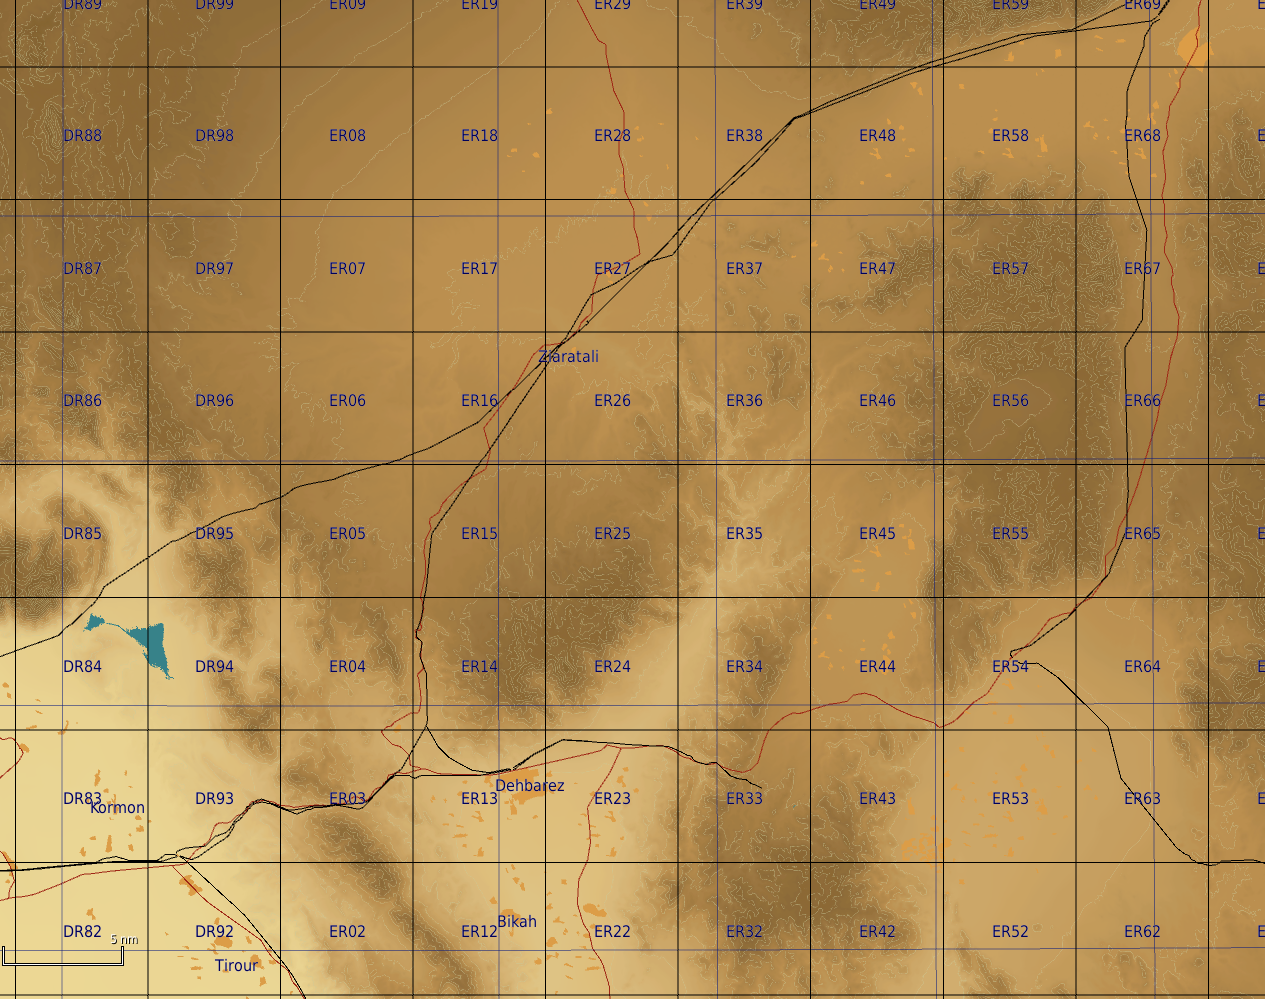 DR89 DR99 ER09 ER19 ER29 ER39 ER49 ER59 ER69
DR88 DR98 ER08 ER18 ER28 ER38 ER48 ER58 ER68
DR87 DR97 ER07 ER17 ER27 ER37 ER47 ER57 ER67
Ziaratali
DR86 DR96 ER06 ER16 ER26 ER36 ER46 ER56 ER66
DR85 DR95 ER05 ER15 ER25 ER35 ER45 ER55 ER65
DR84 DR94 ER04 ER14 ER24 ER34 ER44 ER54 ER64
Dehbarez
DR83 DR93 ER03 ER13 ER23 ER33 ER43 ER53 ER63
Kormon
Bikah
DR82 DR92 ER02 ER12 ER22 ER32 ER42 ER52 ER62
5 nm
Tirour